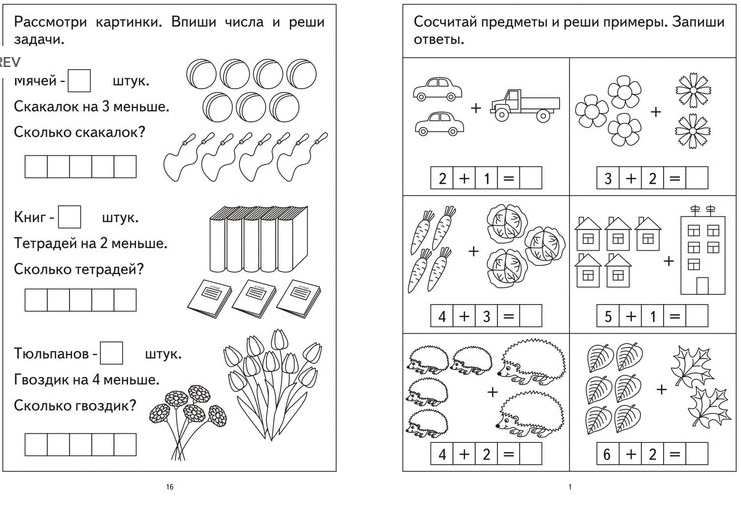 Рассмотри картинки. Впиши числа и реши
задачи.
REV
Мячей - штук.
Скакалок на 3 меньше.
Сколько скакалок?
Книг - штук.
Тетрадей на 2 меньше.
Сколько тетрадей?
Тюльпанов - штук.
Гвоздик на 4 меньше.
Сколько гвоздик?
16
Сосчитай предметы и реши примеры. Запиши
ответы.
+ +
2 + 1 = 3 + 2 =
+ +
4 + 3 = 5 + 1 =
+ +
4 + 2 = 6 + 2 =
1